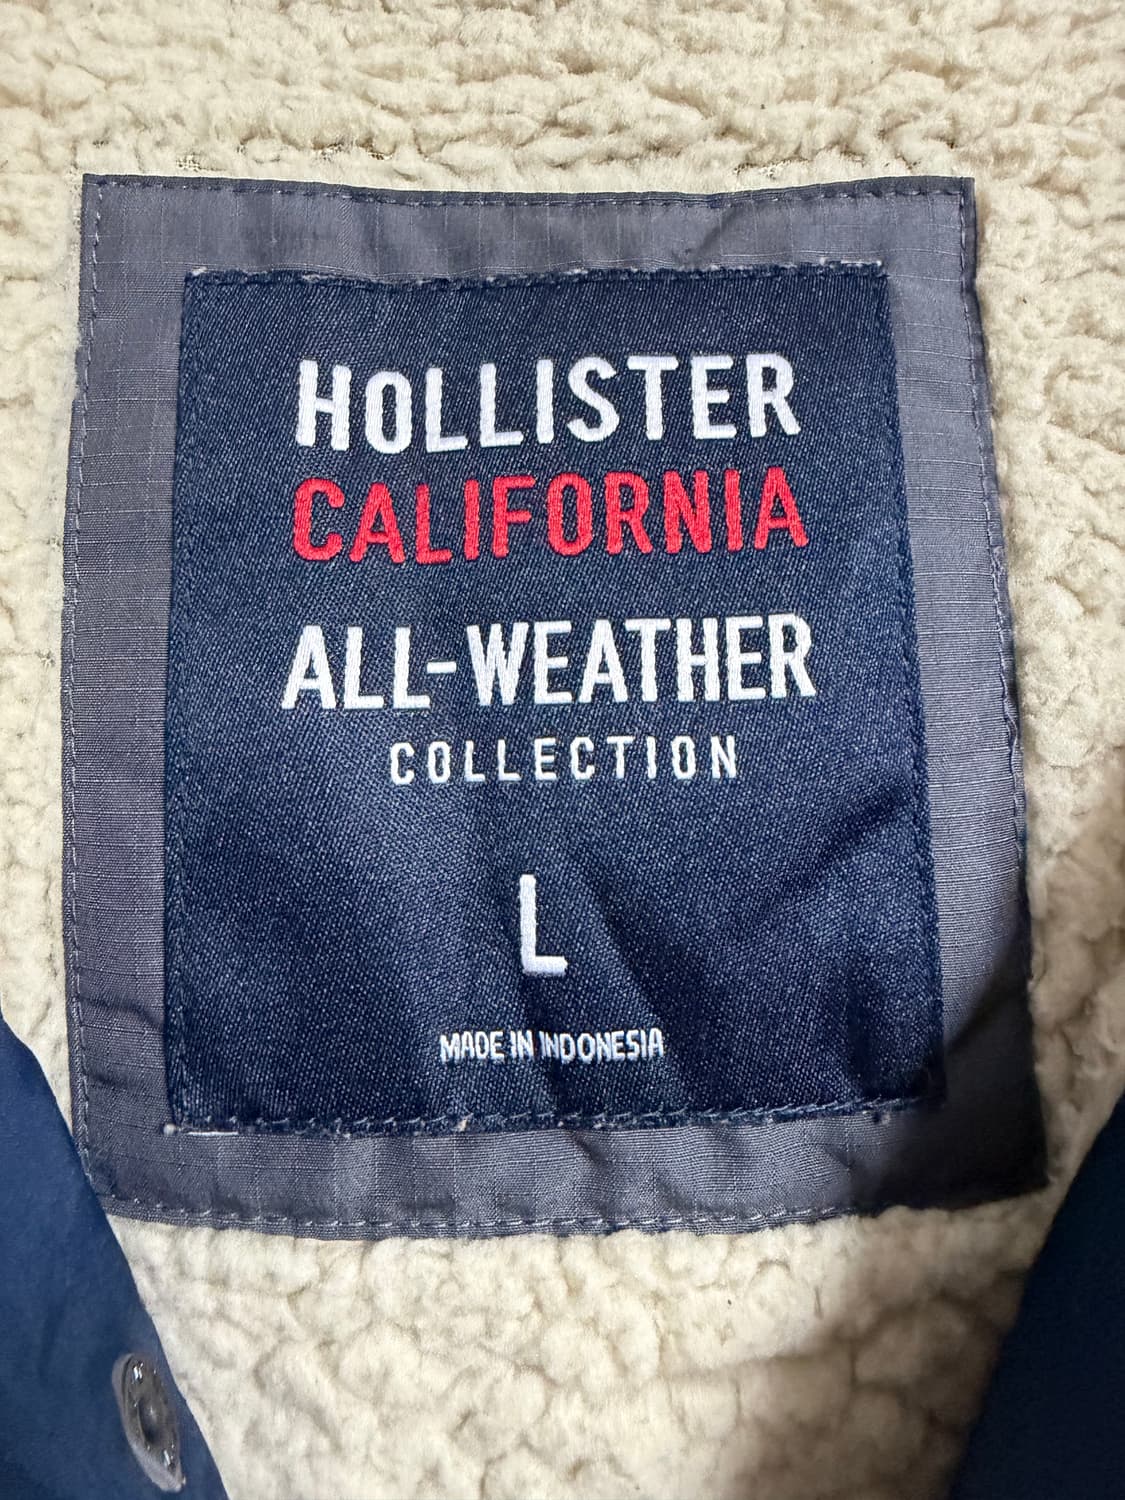 HOLLISTER
CALIFORNIA
ALL-WEATHER
COLLECTION
L
MADE IN INDONESIA